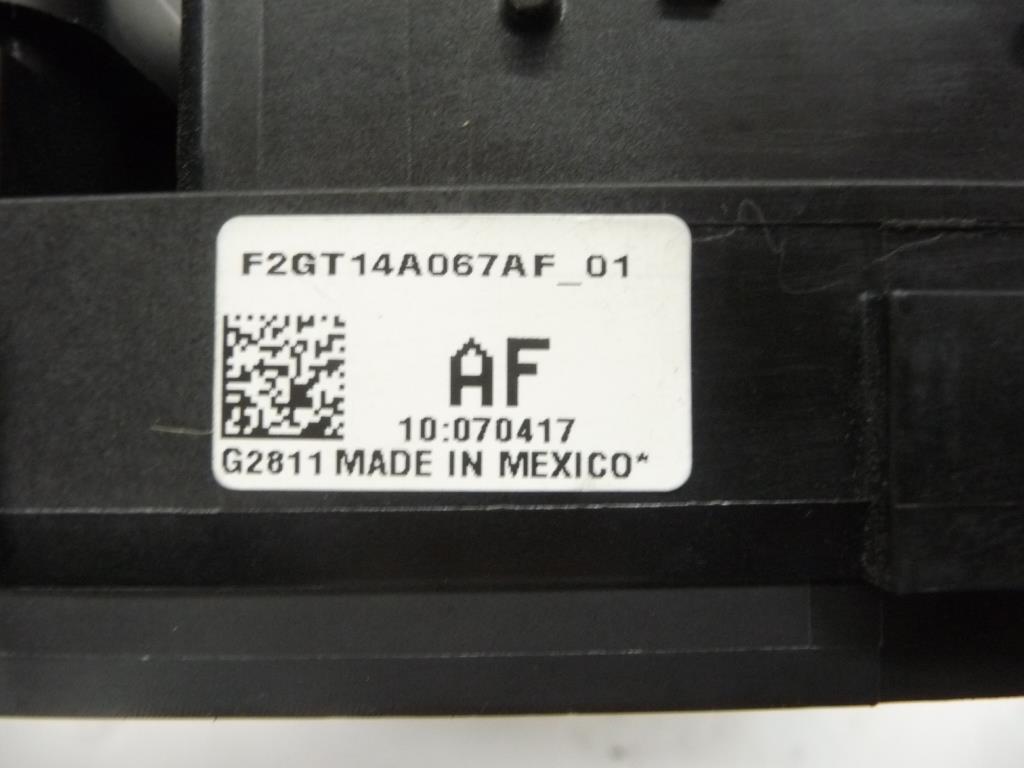 F2GT14A067AF_01
AF
10:070417
G2811 MADE IN MEXICO*